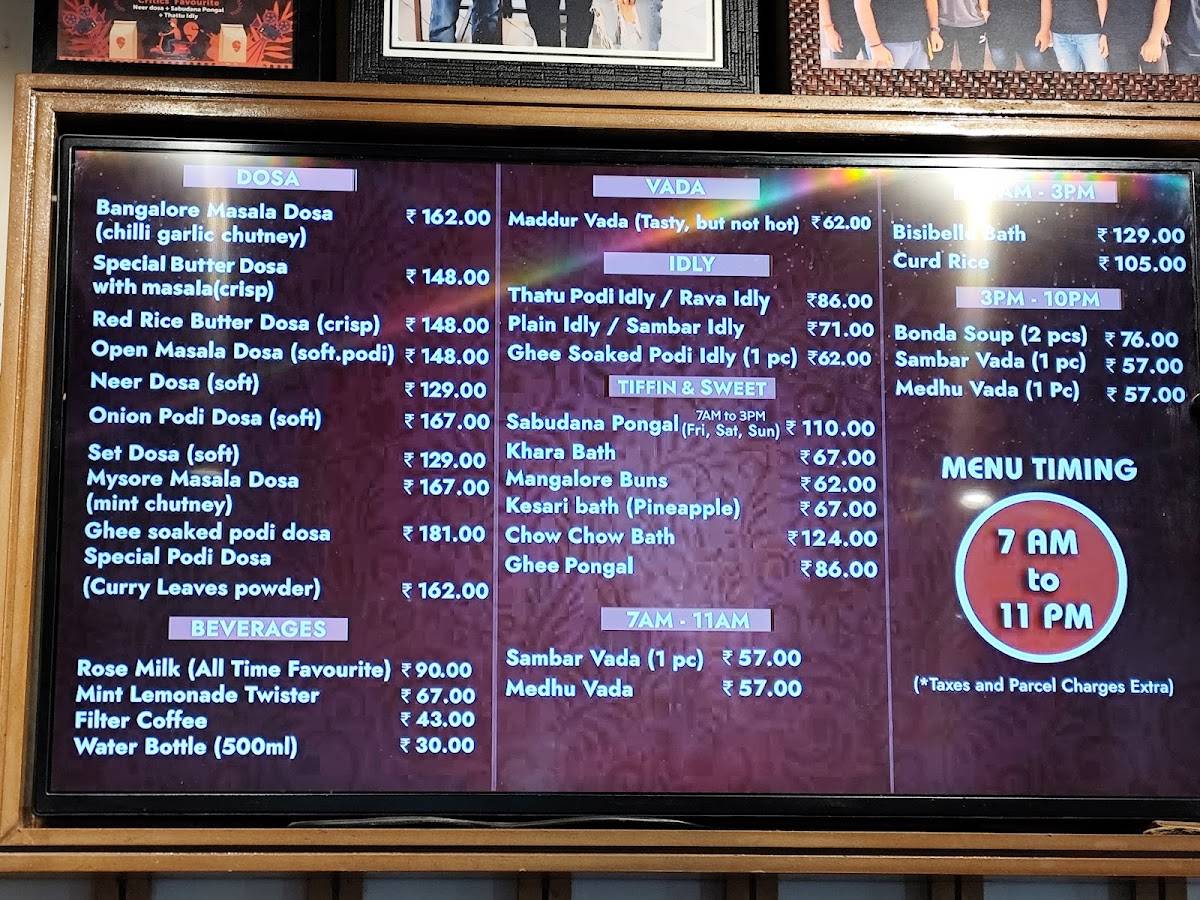 Critics' Favourite
Neer dosa + Sabudana Pongal
+ Thattu Idly
DOSA
Bangalore Masala Dosa ₹ 162.00
(chilli garlic chutney)
Special Butter Dosa
with masala(crisp) ₹ 148.00
Red Rice Butter Dosa (crisp) ₹ 148.00
Open Masala Dosa (soft.podi) ₹ 148.00
Neer Dosa (soft) ₹ 129.00
Onion Podi Dosa (soft) ₹ 167.00
Set Dosa (soft) ₹ 129.00
Mysore Masala Dosa ₹ 167.00
(mint chutney)
Ghee soaked podi dosa ₹ 181.00
Special Podi Dosa
(Curry Leaves powder) ₹ 162.00
BEVERAGES
Rose Milk (All Time Favourite) ₹ 90.00
Mint Lemonade Twister ₹ 67.00
Filter Coffee ₹ 43.00
Water Bottle (500ml) ₹ 30.00
VADA
Maddur Vada (Tasty, but not hot) ₹62.00
IDLY
Thatu Podi Idly / Rava Idly ₹86.00
Plain Idly / Sambar Idly ₹71.00
Ghee Soaked Podi Idly (1 pc) ₹62.00
TIFFIN & SWEET
7AM to 3PM
Sabudana Pongal (Fri, Sat, Sun) ₹ 110.00
Khara Bath ₹67.00
Mangalore Buns ₹62.00
Kesari bath (Pineapple) ₹67.00
Chow Chow Bath ₹124.00
Ghee Pongal ₹86.00
7AM - 11AM
Sambar Vada (1 pc) ₹ 57.00
Medhu Vada ₹ 57.00
AM - 3PM
Bisibelle Bath ₹129.00
Curd Rice ₹105.00
3PM - 10PM
Bonda Soup (2 pcs) ₹ 76.00
Sambar Vada (1 pc) ₹ 57.00
Medhu Vada (1 Pc) ₹ 57.00
MENU TIMING
7 AM
to
11 PM
(*Taxes and Parcel Charges Extra)